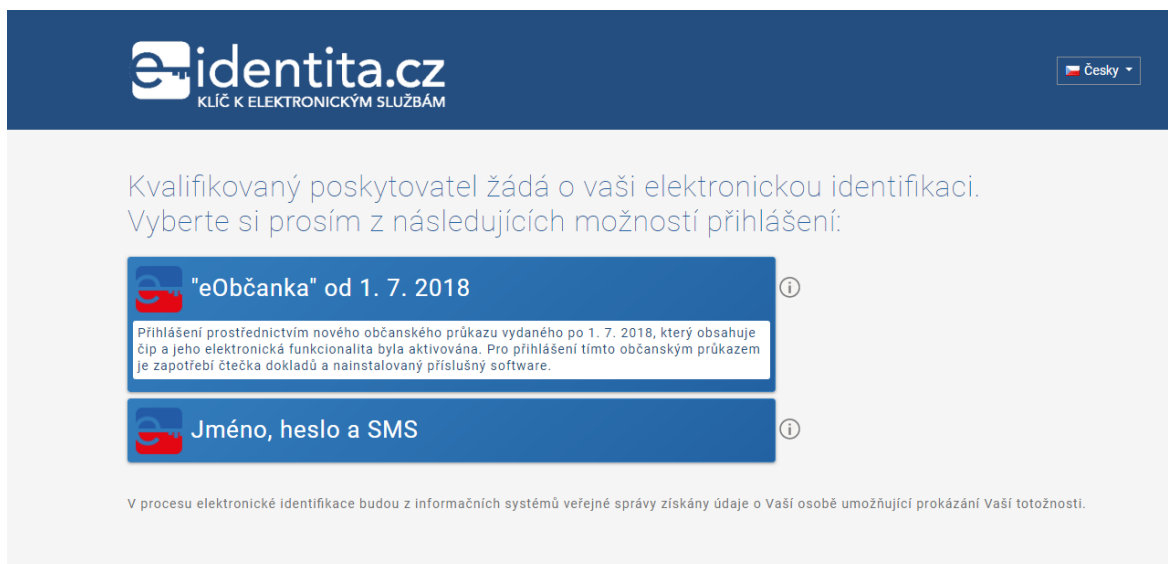 e-identita.cz
KLÍČ K ELEKTRONICKÝM SLUŽBÁM
Česky
Kvalifikovaný poskytovatel žádá o vaši elektronickou identifikaci.
Vyberte si prosím z následujících možností přihlášení:
"eObčanka" od 1. 7. 2018
Přihlášení prostřednictvím nového občanského průkazu vydaného po 1. 7. 2018, který obsahuje
čip a jeho elektronická funkcionalita byla aktivována. Pro přihlášení tímto občanským průkazem
je zapotřebí čtečka dokladů a nainstalovaný příslušný software.
Jméno, heslo a SMS
V procesu elektronické identifikace budou z informačních systémů veřejné správy získány údaje o Vaší osobě umožňující prokázání Vaší totožnosti.